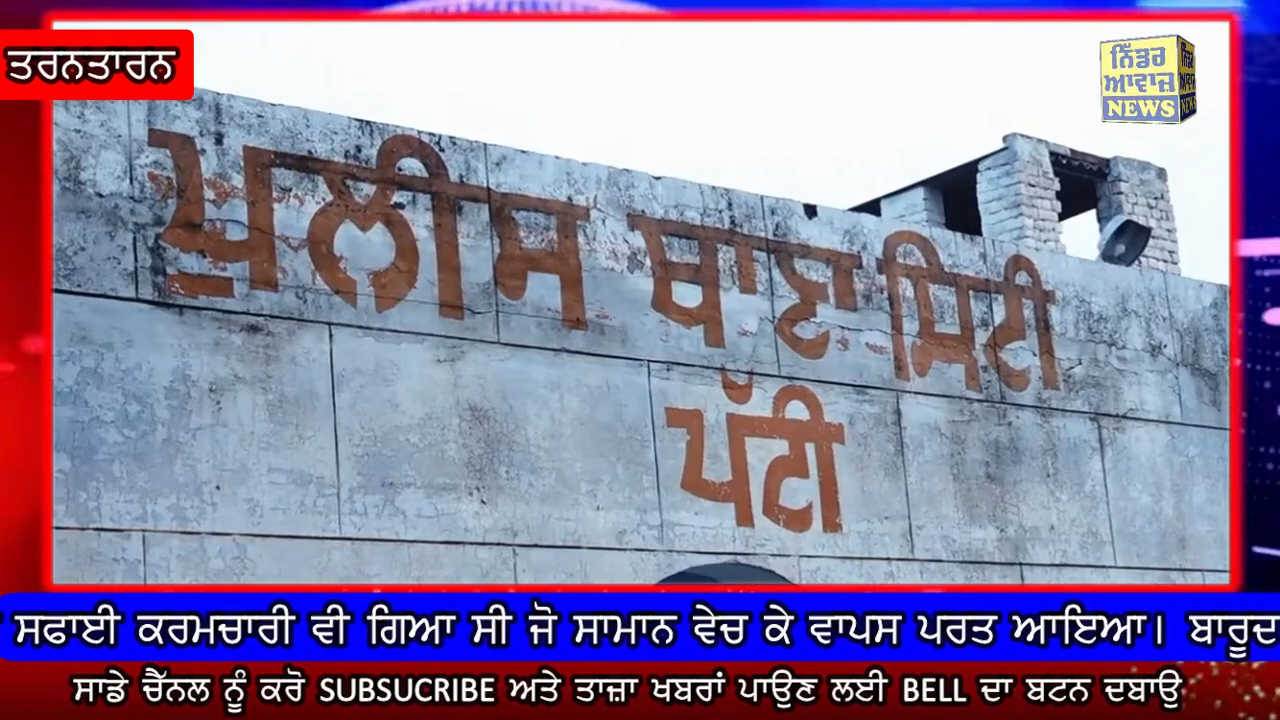 ਤਰਨਤਾਰਨ
ਨਿੱਡਰ
ਆਵਾਜ਼
NEWS
ਪੁਲੀਸ ਥਾਣਾ ਸਿਟੀ
ਪੱਟੀ
ਸਫਾਈ ਕਰਮਚਾਰੀ ਵੀ ਗਿਆ ਸੀ ਜੋ ਸਾਮਾਨ ਵੇਚ ਕੇ ਵਾਪਸ ਪਰਤ ਆਇਆ। ਬਾਰੂਦ
ਸਾਡੇ ਚੈੱਨਲ ਨੂੰ ਕਰੋ SUBSUCRIBE ਅਤੇ ਤਾਜ਼ਾ ਖਬਰਾਂ ਪਾਉਣ ਲਈ BELL ਦਾ ਬਟਨ ਦਬਾਉ